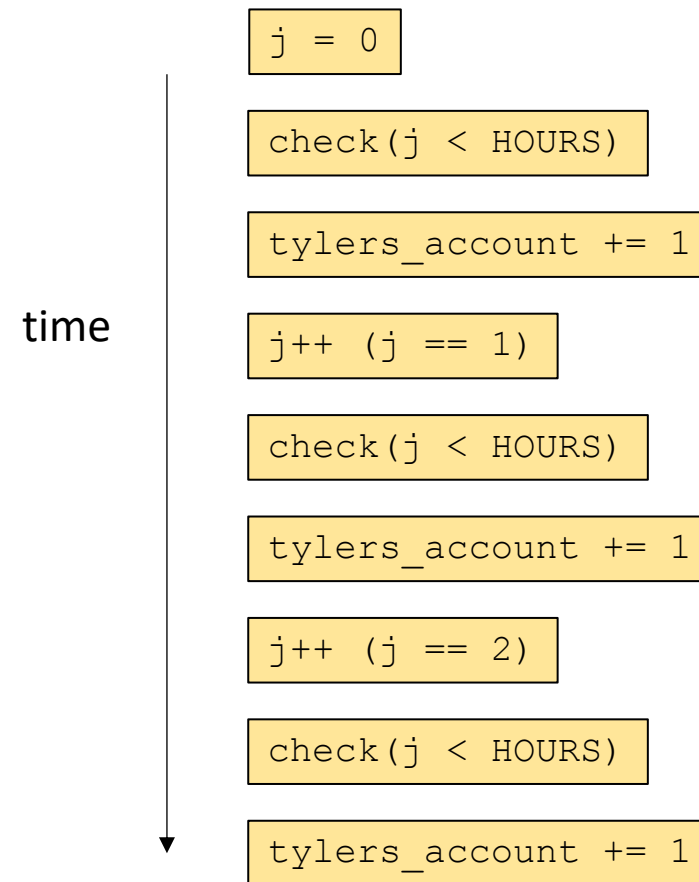 j = 0
check(j < HOURS)
tylers_account += 1
time
j++ (j == 1)
check(j < HOURS)
tylers_account += 1
j++ (j == 2)
check(j < HOURS)
tylers_account += 1